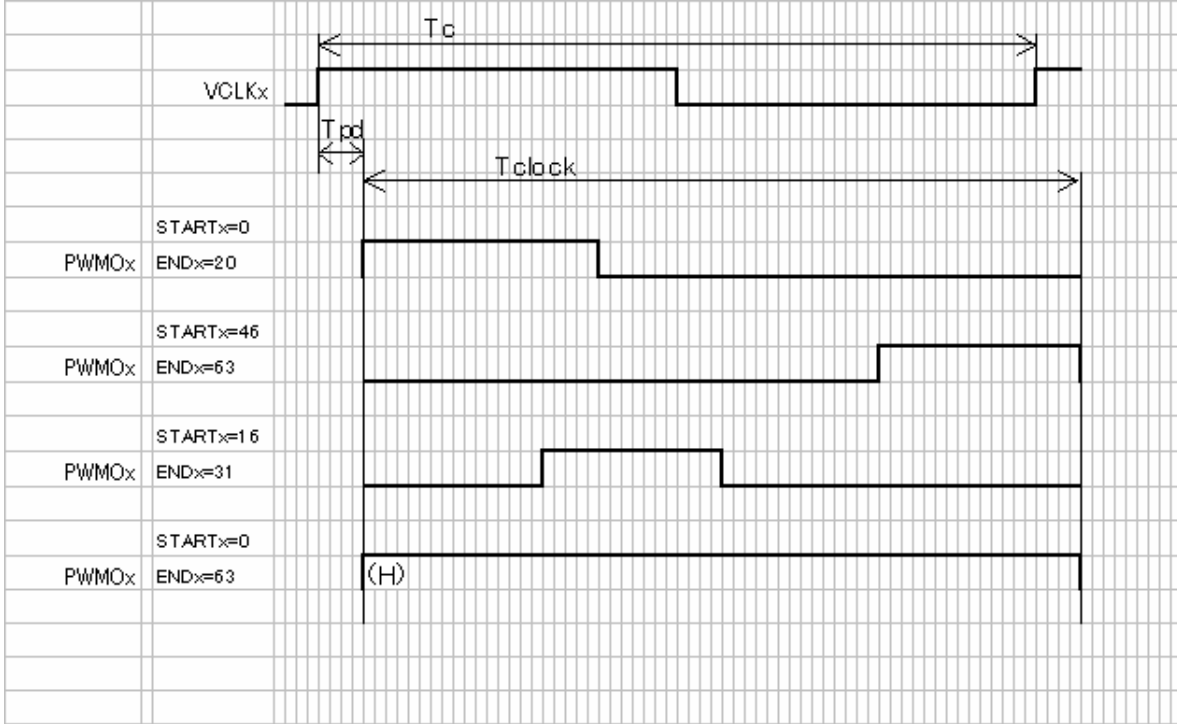 Tc
VCLKx
Tpd
Tclock
STARTx=0
PWMOx ENDx=20
STARTx=46
PWMOx ENDx=63
STARTx=16
PWMOx ENDx=31
STARTx=0
PWMOx ENDx=63 (H)